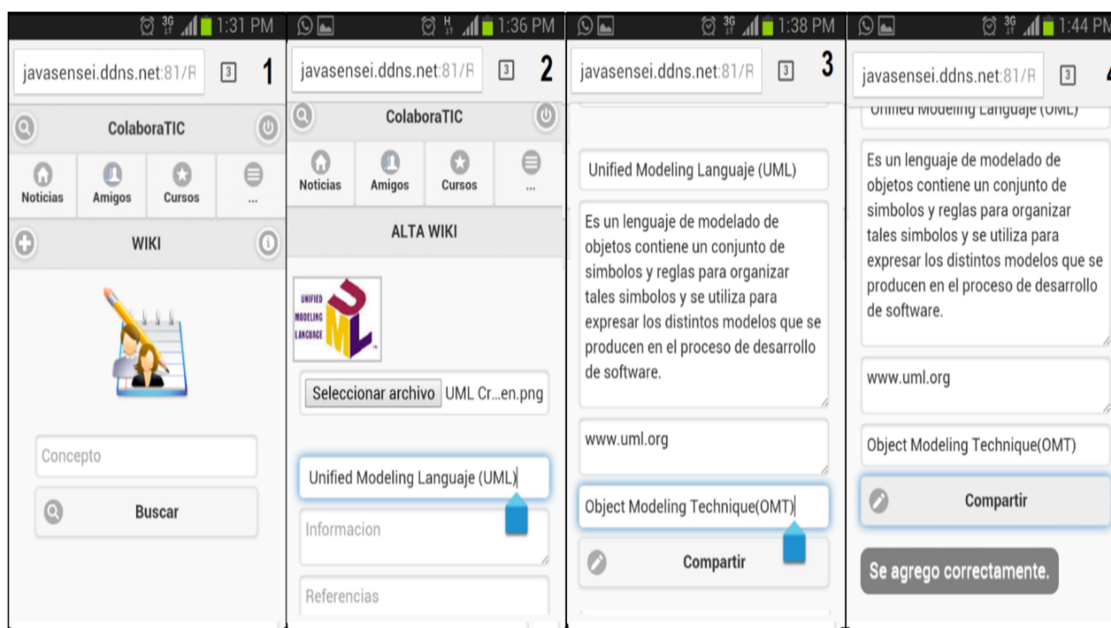 3G 1:31 PM
javasensei.ddns.net:81/R 3 1
ColaboraTIC
Noticias Amigos Cursos ...
WIKI
Concepto
Buscar
H 1:36 PM
javasensei.ddns.net:81/R 3 2
ColaboraTIC
Noticias Amigos Cursos ...
ALTA WIKI
UNIFIED
MODELING
LANGUAGE
UML
Seleccionar archivo UML Cr...en.png
Unified Modeling Languaje (UML)
Informacion
Referencias
3G 1:38 PM
javasensei.ddns.net:81/R 3 3
Unified Modeling Languaje (UML)
Es un lenguaje de modelado de
objetos contiene un conjunto de
simbolos y reglas para organizar
tales simbolos y se utiliza para
expresar los distintos modelos que se
producen en el proceso de desarrollo
de software.
www.uml.org
Object Modeling Technique(OMT)
Compartir
3G 1:44 PM
javasensei.ddns.net:81/R 3 4
Unified Modeling Languaje (UML)
Es un lenguaje de modelado de
objetos contiene un conjunto de
simbolos y reglas para organizar
tales simbolos y se utiliza para
expresar los distintos modelos que se
producen en el proceso de desarrollo
de software.
www.uml.org
Object Modeling Technique(OMT)
Compartir
Se agrego correctamente.